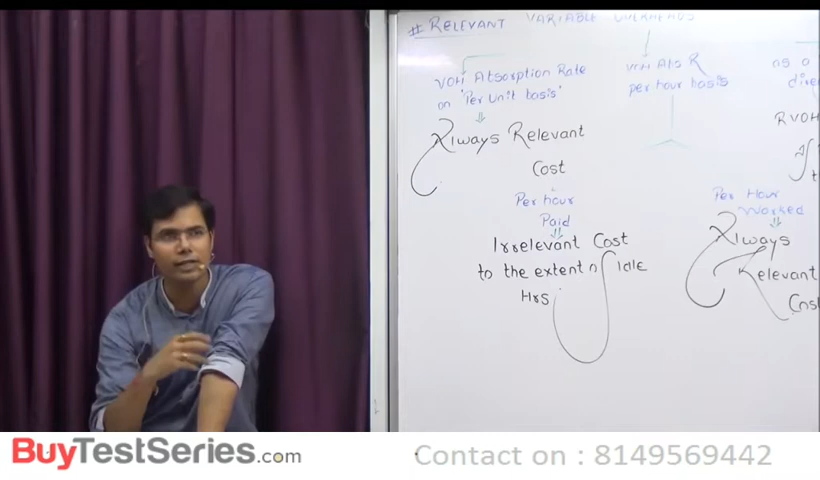 # RELEVANT VARIABLE OVERHEADS
VOH Absorption Rate
on 'Per Unit basis'
Always Relevant
Cost
VOH Abs R
per hour basis
as a
dire
RVOH
Per hour
Paid
Irrelevant Cost
to the extent of Idle
Hrs
Per Hour
Worked
Always
Relevant
Cost
BuyTestSeries.com
Contact on : 8149569442